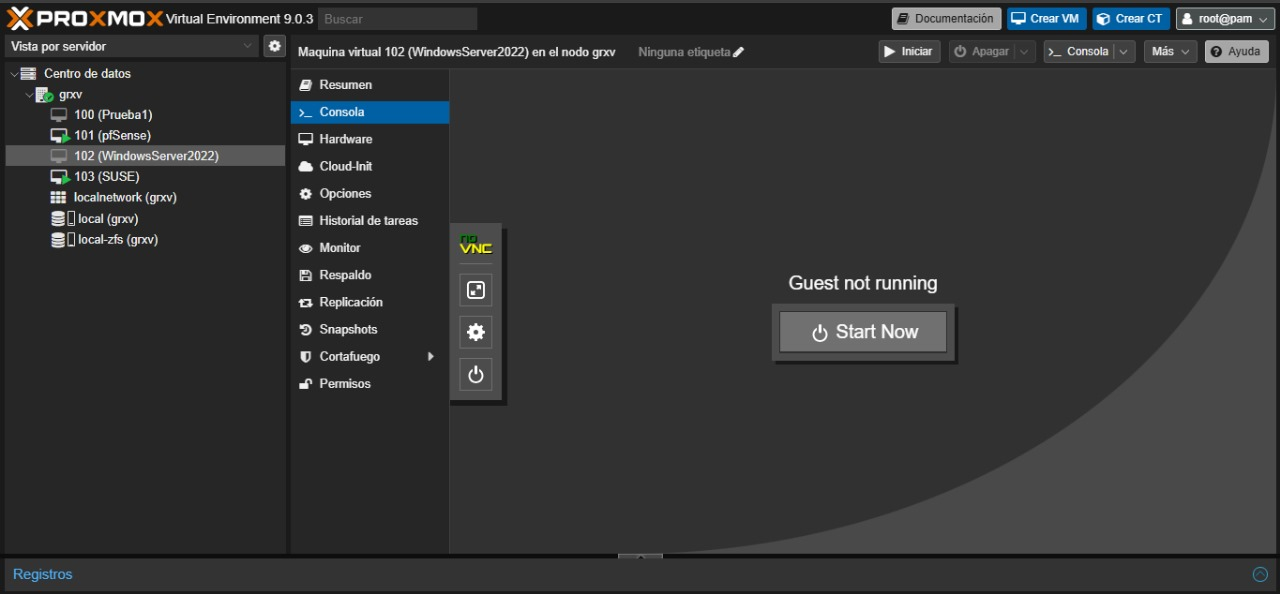 PROXMOX Virtual Environment 9.0.3 Buscar Documentación Crear VM Crear CT root@pam
Vista por servidor
Maquina virtual 102 (WindowsServer2022) en el nodo grxv Ninguna etiqueta Iniciar Apagar >_ Consola Más Ayuda
Centro de datos
grxv
100 (Prueba1)
101 (pfSense)
102 (WindowsServer2022)
103 (SUSE)
localnetwork (grxv)
local (grxv)
local-zfs (grxv)
Resumen
>_ Consola
Hardware
Cloud-Init
Opciones
Historial de tareas
Monitor
Respaldo
Replicación
Snapshots
Cortafuego
Permisos
no
VNC
Guest not running
Start Now
Registros